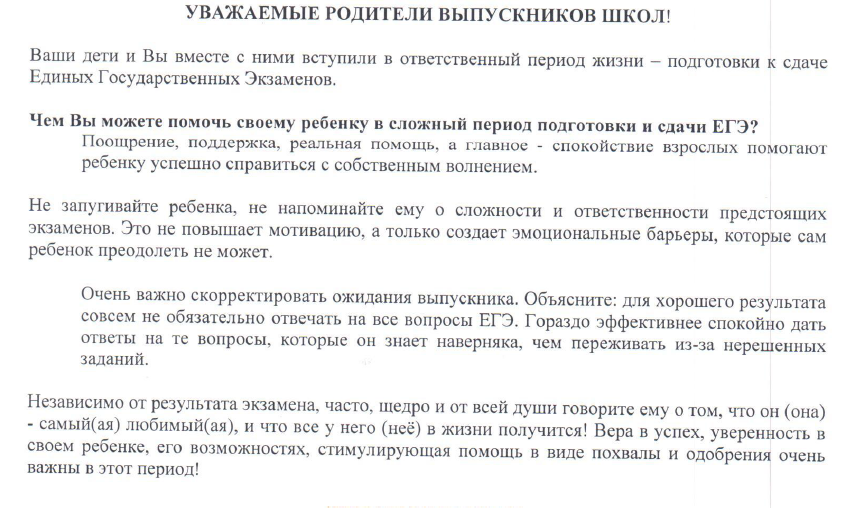 УВАЖАЕМЫЕ РОДИТЕЛИ ВЫПУСКНИКОВ ШКОЛ!
Ваши дети и Вы вместе с ними вступили в ответственный период жизни – подготовки к сдаче
Единых Государственных Экзаменов.
Чем Вы можете помочь своему ребенку в сложный период подготовки и сдачи ЕГЭ?
Поощрение, поддержка, реальная помощь, а главное - спокойствие взрослых помогают
ребенку успешно справиться с собственным волнением.
Не запугивайте ребенка, не напоминайте ему о сложности и ответственности предстоящих
экзаменов. Это не повышает мотивацию, а только создает эмоциональные барьеры, которые сам
ребенок преодолеть не может.
Очень важно скорректировать ожидания выпускника. Объясните: для хорошего результата
совсем не обязательно отвечать на все вопросы ЕГЭ. Гораздо эффективнее спокойно дать
ответы на те вопросы, которые он знает наверняка, чем переживать из-за нерешенных
заданий.
Независимо от результата экзамена, часто, щедро и от всей души говорите ему о том, что он (она)
- самый(ая) любимый(ая), и что все у него (неё) в жизни получится! Вера в успех, уверенность в
своем ребенке, его возможностях, стимулирующая помощь в виде похвалы и одобрения очень
важны в этот период!